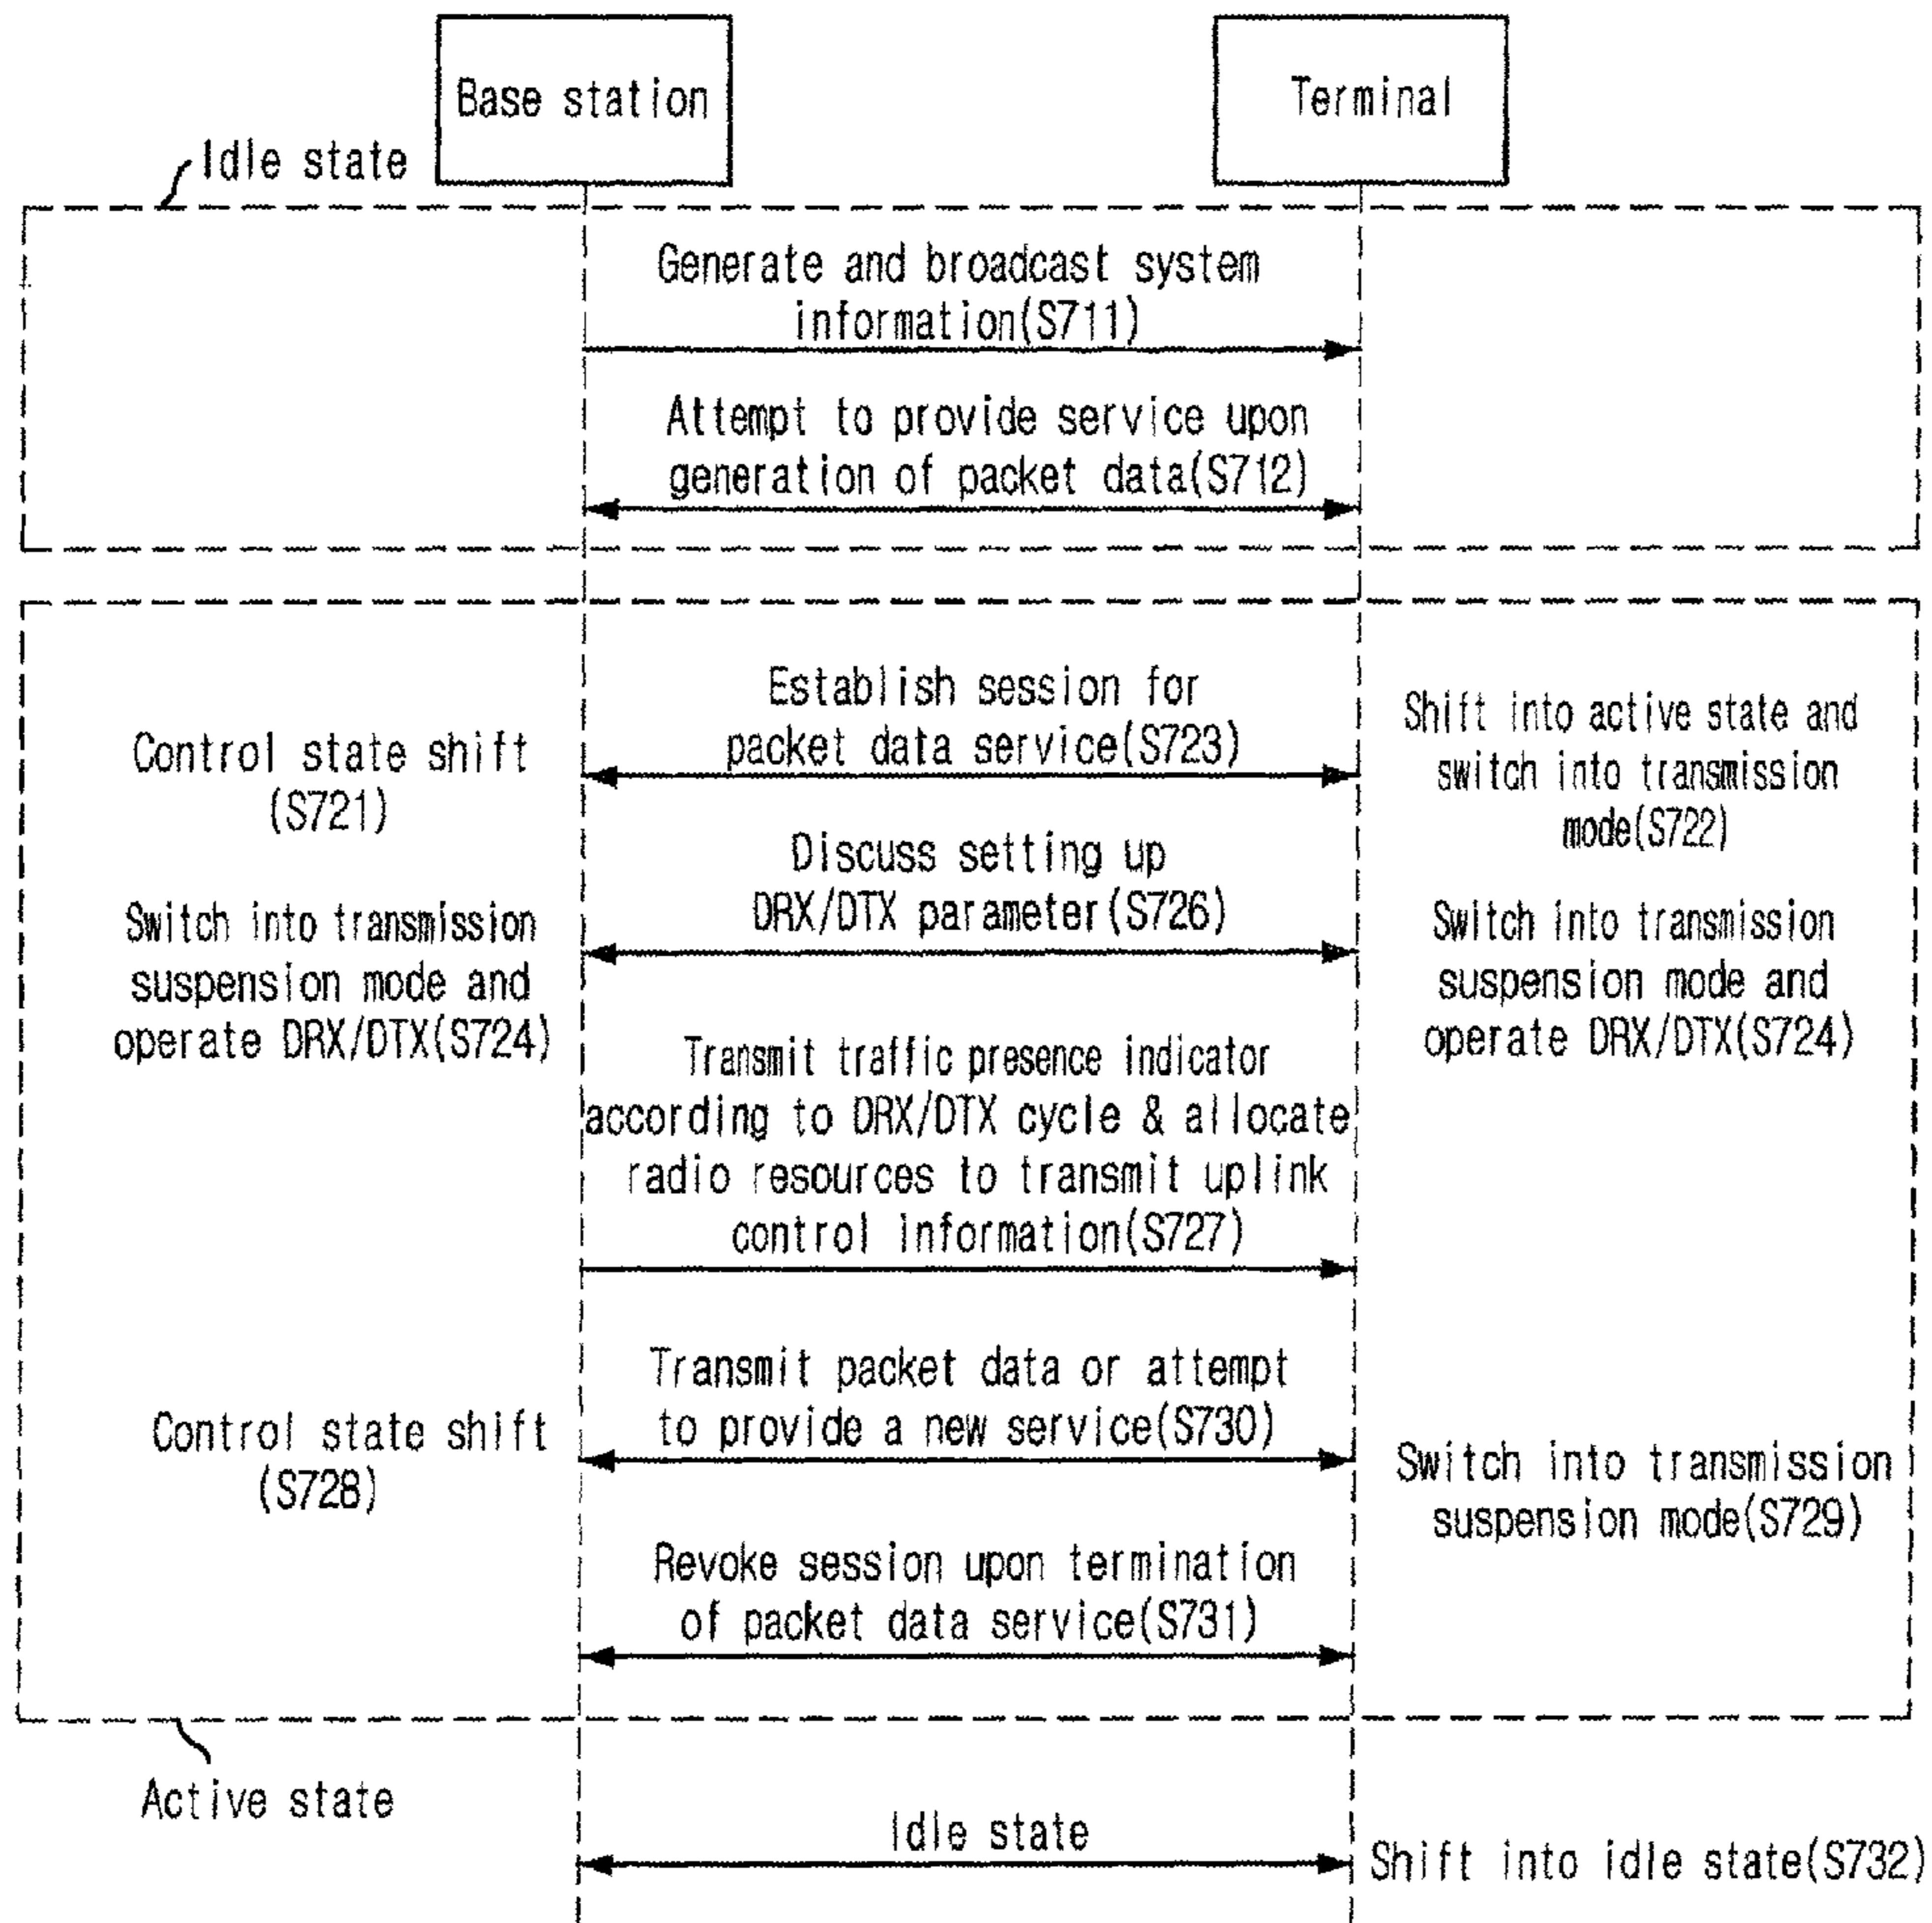 Base station
Terminal
Idle state
Generate and broadcast system
information(S711)
Attempt to provide service upon
generation of packet data(S712)
Establish session for
packet data service(S723)
Control state shift
(S721)
Shift into active state and
switch into transmission
mode(S722)
Discuss setting up
DRX/DTX parameter(S726)
Switch into transmission
suspension mode and
operate DRX/DTX(S724)
Switch into transmission
suspension mode and
operate DRX/DTX(S724)
Transmit traffic presence indicator
according to DRX/DTX cycle & allocate
radio resources to transmit uplink
control information(S727)
Transmit packet data or attempt
to provide a new service(S730)
Control state shift
(S728)
Switch into transmission
suspension mode(S729)
Revoke session upon termination
of packet data service(S731)
Active state
Idle state
Shift into idle state(S732)